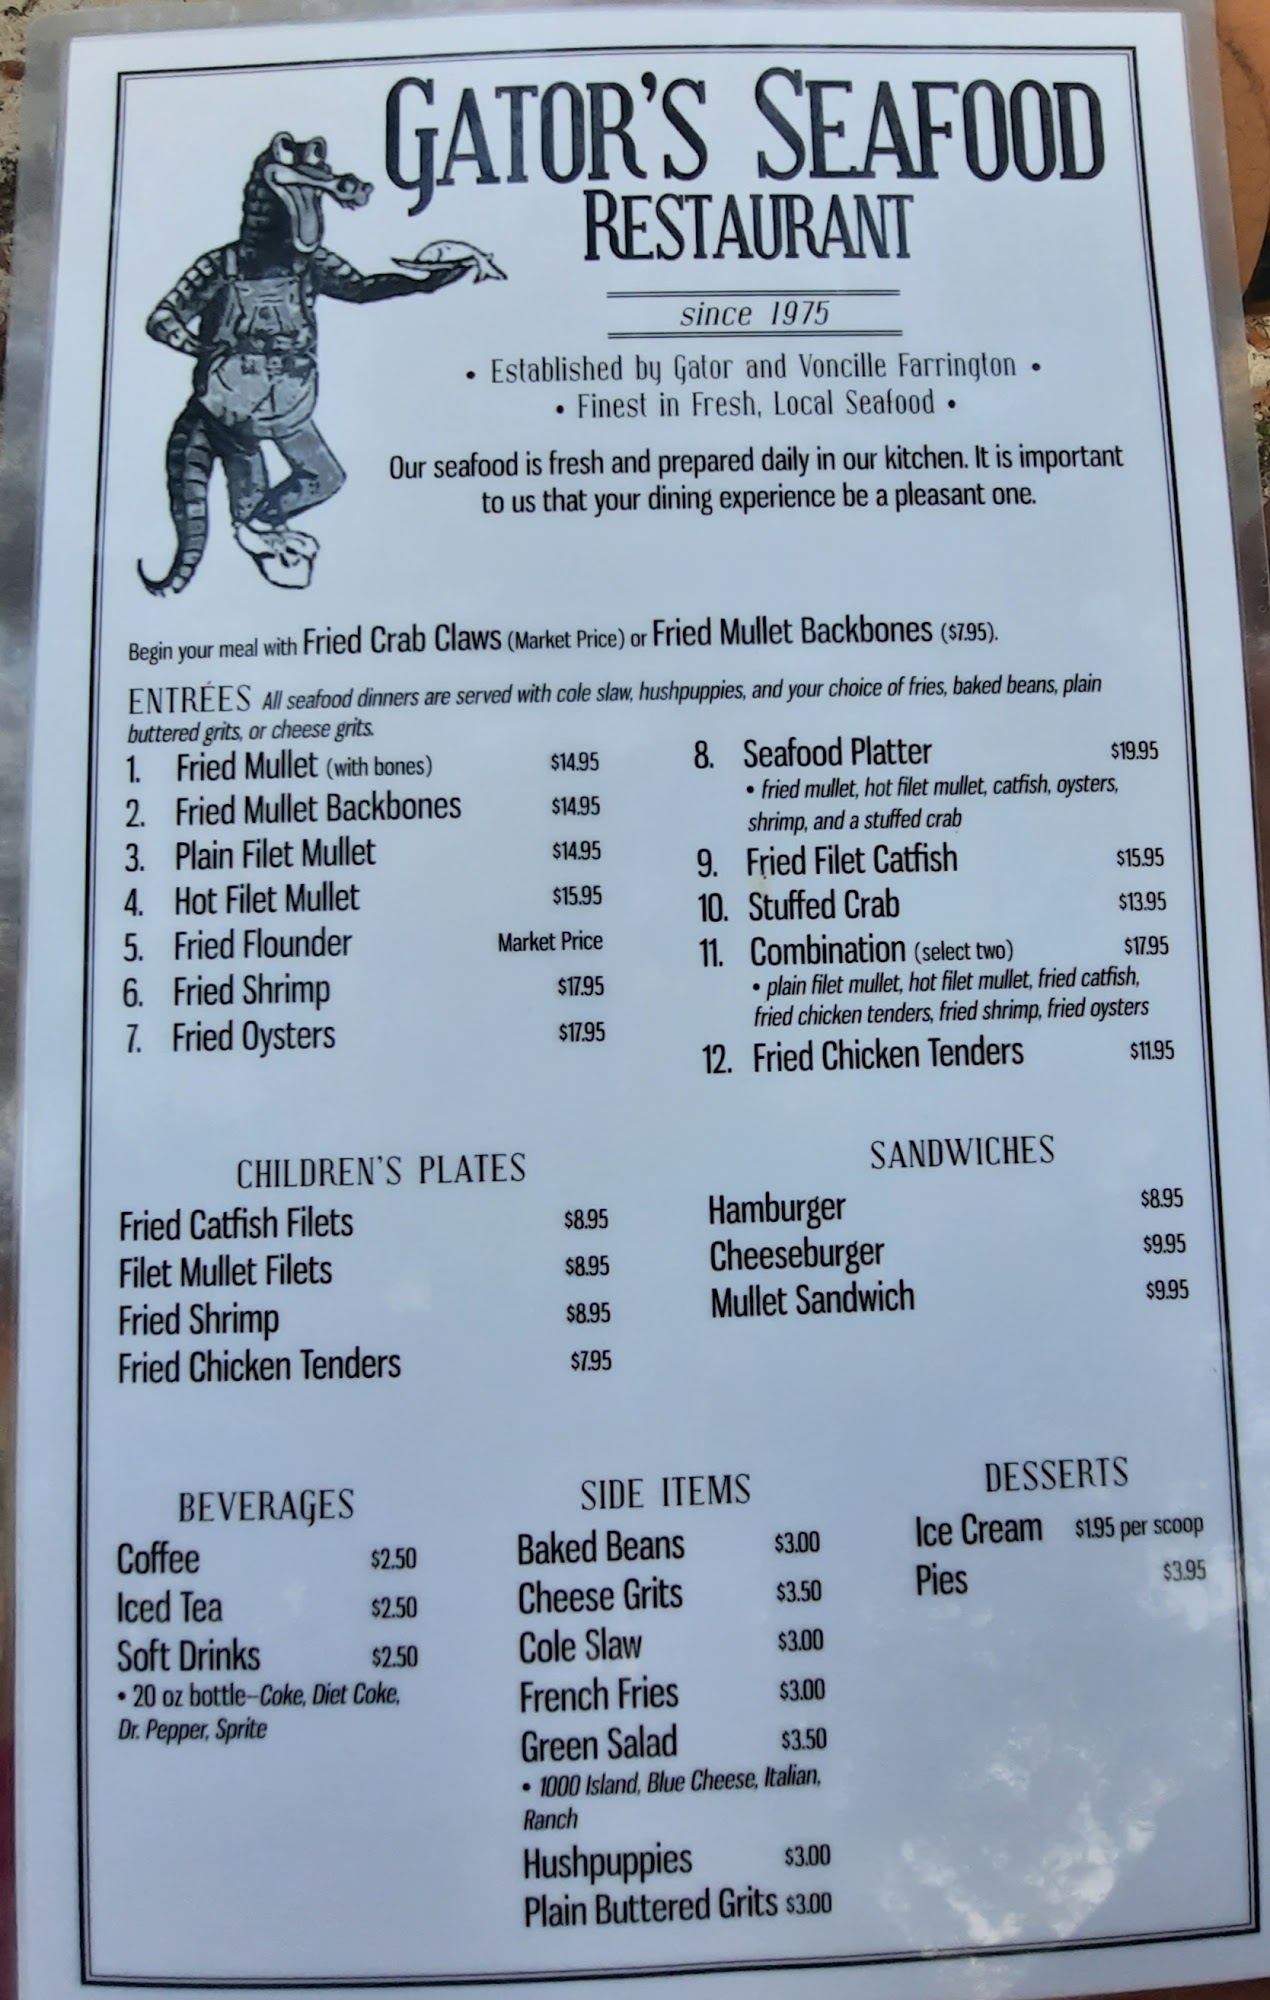 GATOR'S SEAFOOD
RESTAURANT
since 1975
• Established by Gator and Voncille Farrington •
• Finest in Fresh, Local Seafood •
Our seafood is fresh and prepared daily in our kitchen. It is important
to us that your dining experience be a pleasant one.
Begin your meal with Fried Crab Claws (Market Price) or Fried Mullet Backbones ($7.95).
ENTRÉES All seafood dinners are served with cole slaw, hushpuppies, and your choice of fries, baked beans, plain
buttered grits, or cheese grits.
1. Fried Mullet (with bones) $14.95
2. Fried Mullet Backbones $14.95
3. Plain Filet Mullet $14.95
4. Hot Filet Mullet $15.95
5. Fried Flounder Market Price
6. Fried Shrimp $17.95
7. Fried Oysters $17.95
8. Seafood Platter $19.95
• fried mullet, hot filet mullet, catfish, oysters,
shrimp, and a stuffed crab
9. Fried Filet Catfish $15.95
10. Stuffed Crab $13.95
11. Combination (select two) $17.95
• plain filet mullet, hot filet mullet, fried catfish,
fried chicken tenders, fried shrimp, fried oysters
12. Fried Chicken Tenders $11.95
CHILDREN'S PLATES
Fried Catfish Filets $8.95
Filet Mullet Filets $8.95
Fried Shrimp $8.95
Fried Chicken Tenders $7.95
SANDWICHES
Hamburger $8.95
Cheeseburger $9.95
Mullet Sandwich $9.95
BEVERAGES
Coffee $2.50
Iced Tea $2.50
Soft Drinks $2.50
• 20 oz bottle–Coke, Diet Coke,
Dr. Pepper, Sprite
SIDE ITEMS
Baked Beans $3.00
Cheese Grits $3.50
Cole Slaw $3.00
French Fries $3.00
Green Salad $3.50
• 1000 Island, Blue Cheese, Italian,
Ranch
Hushpuppies $3.00
Plain Buttered Grits $3.00
DESSERTS
Ice Cream $1.95 per scoop
Pies $3.95